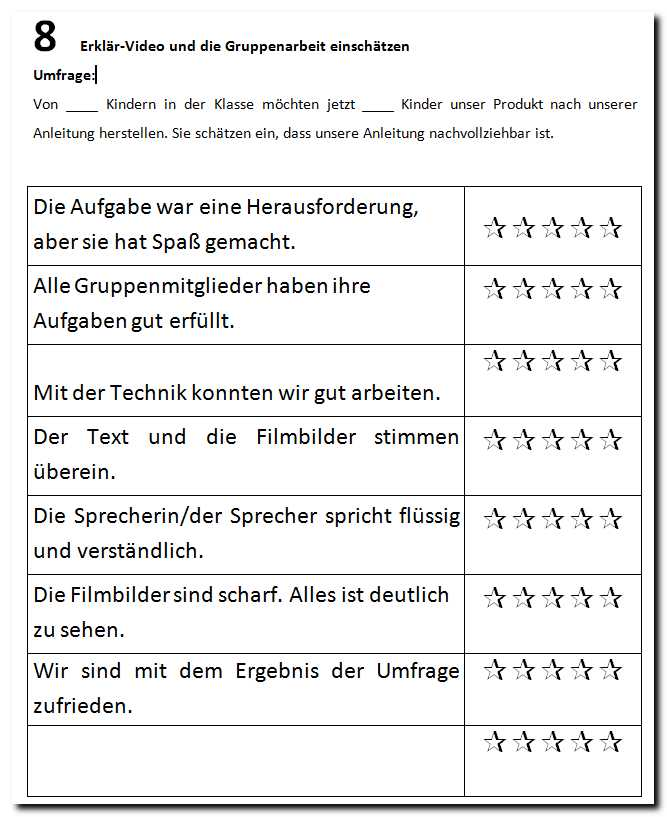 8 Erklär-Video und die Gruppenarbeit einschätzen
Umfrage:
Von ____ Kindern in der Klasse möchten jetzt ____ Kinder unser Produkt nach unserer
Anleitung herstellen. Sie schätzen ein, dass unsere Anleitung nachvollziehbar ist.
Die Aufgabe war eine Herausforderung,
aber sie hat Spaß gemacht.
Alle Gruppenmitglieder haben ihre
Aufgaben gut erfüllt.
Mit der Technik konnten wir gut arbeiten.
Der Text und die Filmbilder stimmen
überein.
Die Sprecherin/der Sprecher spricht flüssig
und verständlich.
Die Filmbilder sind scharf. Alles ist deutlich
zu sehen.
Wir sind mit dem Ergebnis der Umfrage
zufrieden.